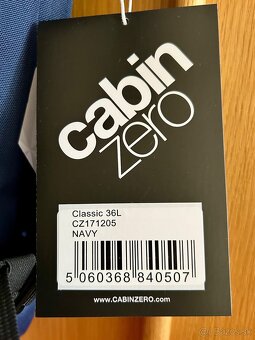 cabin
zero
Classic 36L
CZ171205
NAVY
5 060368 840507
www.CABINZERO.com